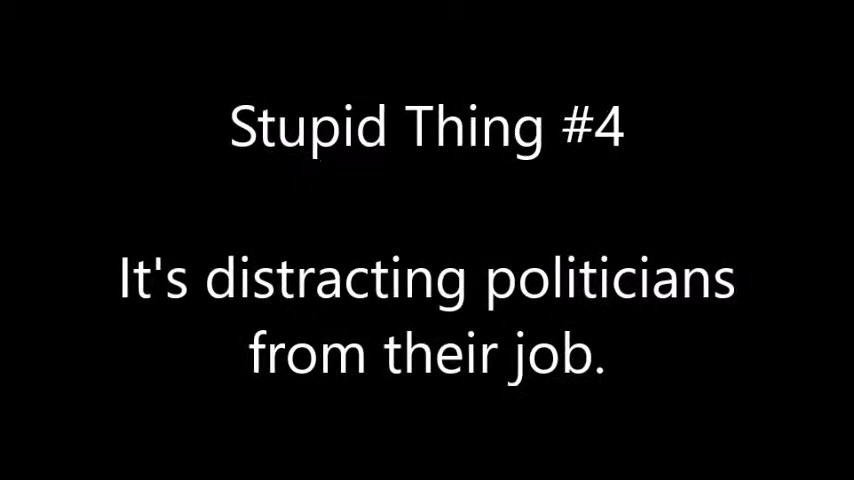 Stupid Thing #4
It's distracting politicians
from their job.